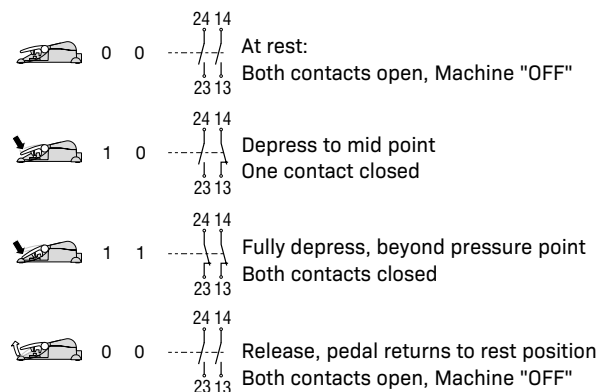 24 14
0 0
At rest:
Both contacts open, Machine "OFF"
23 13
24 14
1 0
Depress to mid point
One contact closed
23 13
24 14
1 1
Fully depress, beyond pressure point
Both contacts closed
23 13
24 14
0 0
Release, pedal returns to rest position
Both contacts open, Machine "OFF"
23 13